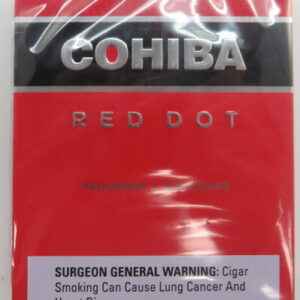 COHIBA
RED DOT
SURGEON GENERAL WARNING: Cigar
Smoking Can Cause Lung Cancer And